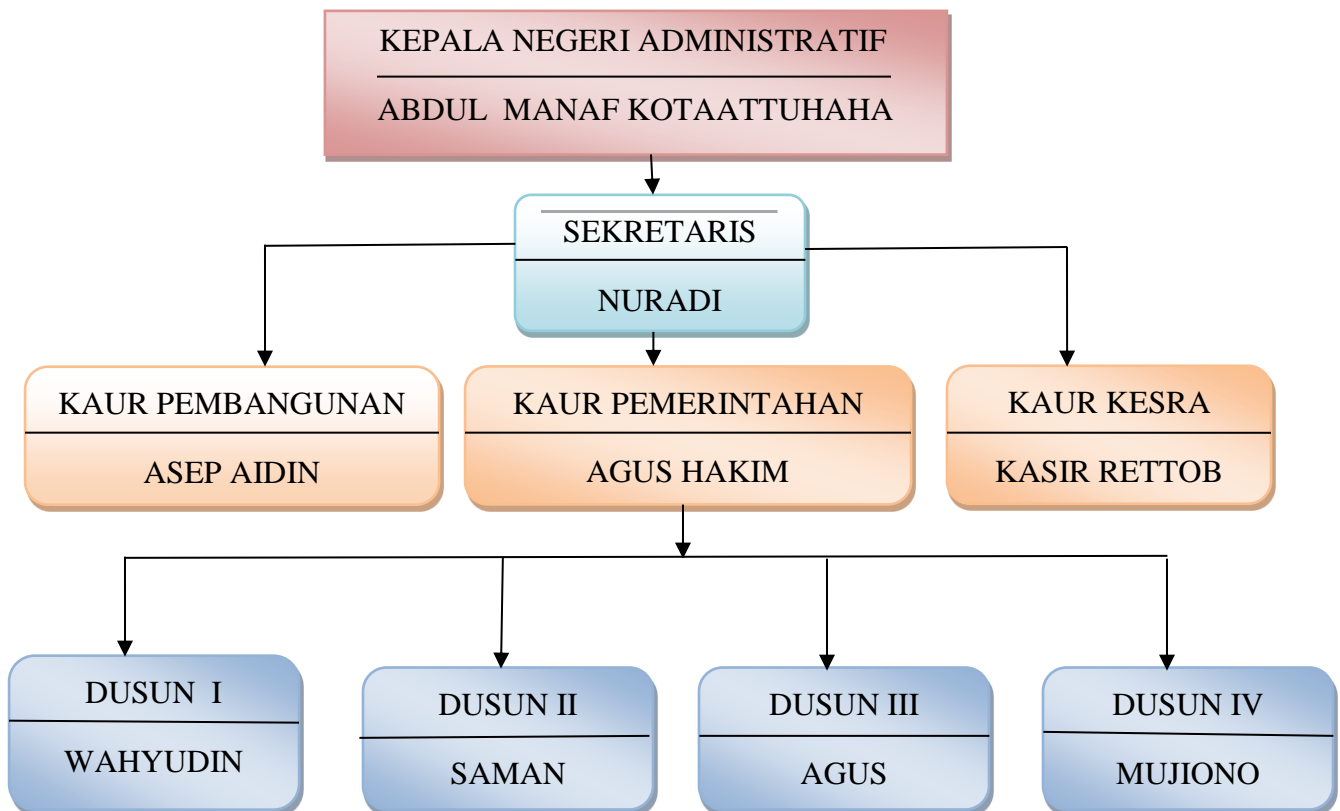 KEPALA NEGERI ADMINISTRATIF
ABDUL MANAF KOTAATTUHAHA
SEKRETARIS
NURADI
KAUR PEMBANGUNAN
ASEP AIDIN
KAUR PEMERINTAHAN
AGUS HAKIM
KAUR KESRA
KASIR RETTOB
DUSUN I
WAHYUDIN
DUSUN II
SAMAN
DUSUN III
AGUS
DUSUN IV
MUJIONO